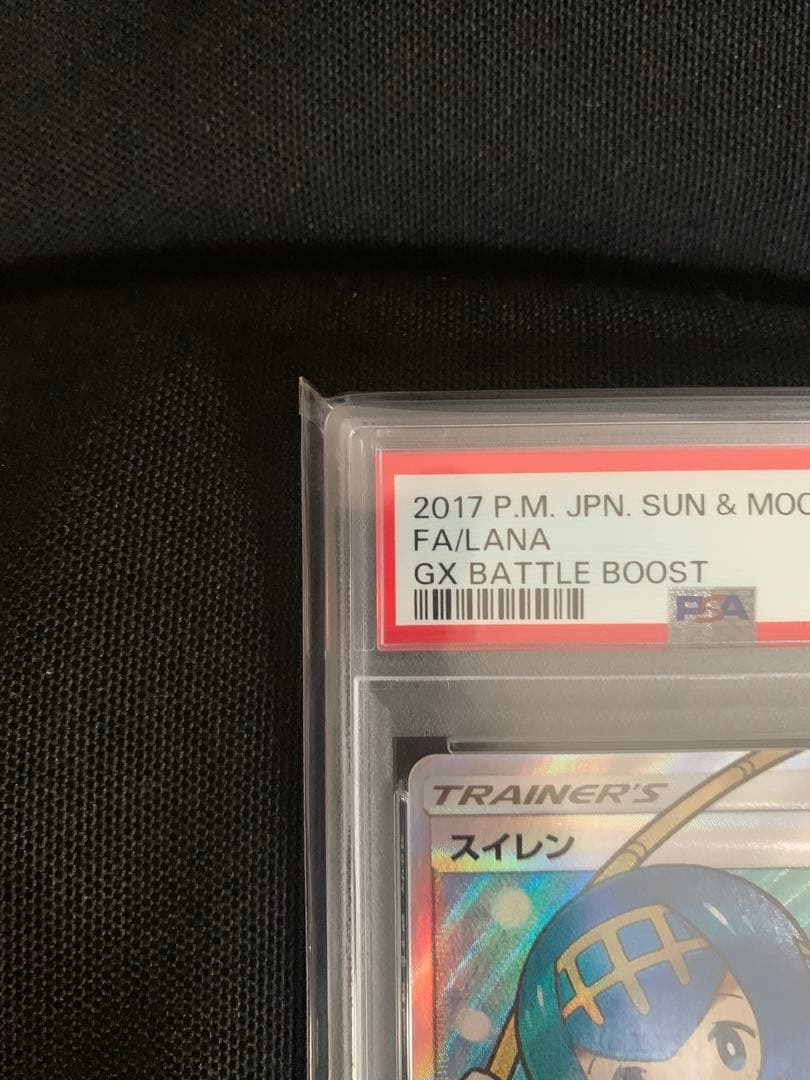 2017 P.M. JPN. SUN & MOO
FA/LANA
GX BATTLE BOOST
PSA
TRAINER'S
スイレン